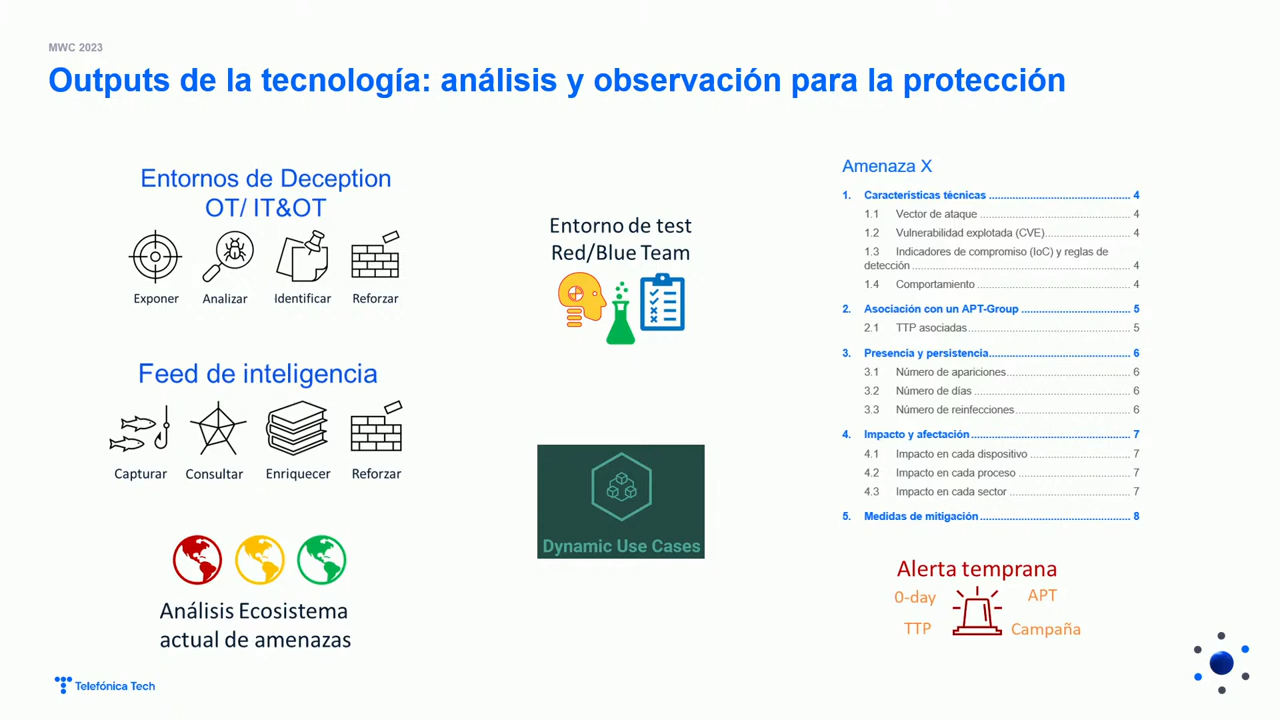 MWC 2023
Outputs de la tecnología: análisis y observación para la protección
Entornos de Deception
OT/ IT&OT
Exponer
Analizar
Identificar
Reforzar
Feed de inteligencia
Capturar
Consultar
Enriquecer
Reforzar
Análisis Ecosistema
actual de amenazas
Entorno de test
Red/Blue Team
Dynamic Use Cases
Amenaza X
1. Características técnicas 4
1.1 Vector de ataque 4
1.2 Vulnerabilidad explotada (CVE) 4
1.3 Indicadores de compromiso (IoC) y reglas de
detección 4
1.4 Comportamiento 4
2. Asociación con un APT-Group 5
2.1 TTP asociadas 5
3. Presencia y persistencia 6
3.1 Número de apariciones 6
3.2 Número de días 6
3.3 Número de reinfecciones 6
4. Impacto y afectación 7
4.1 Impacto en cada dispositivo 7
4.2 Impacto en cada proceso 7
4.3 Impacto en cada sector 7
5. Medidas de mitigación 8
Alerta temprana
0-day
APT
TTP
Campaña
Telefónica Tech